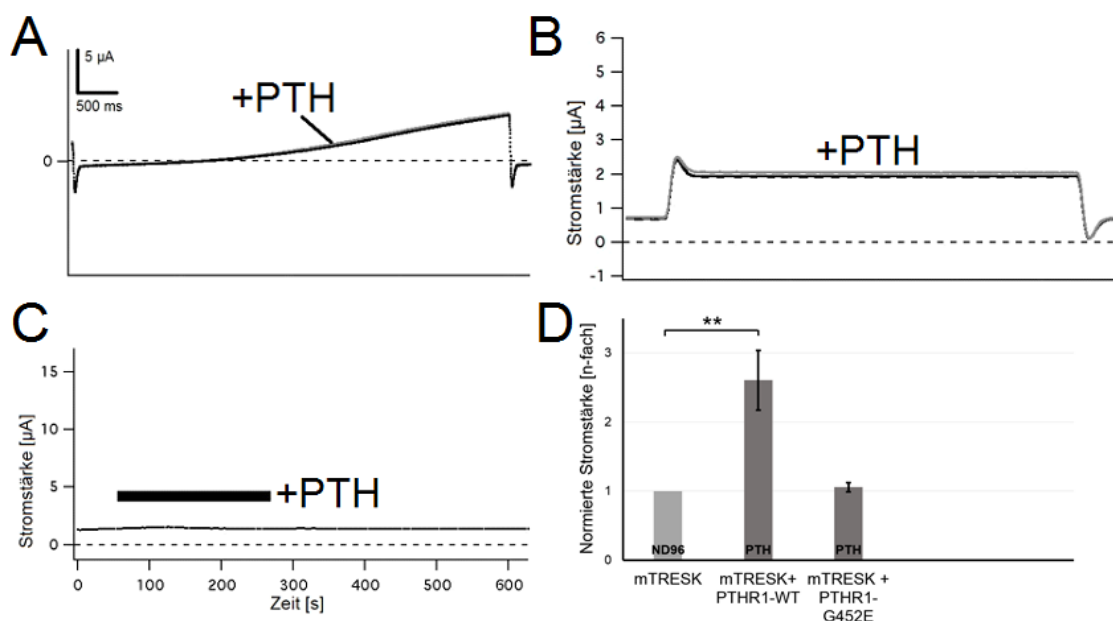 A
5 µA
500 ms
+PTH
0
B
Stromstärke [µA]
6
5
4
3
2
1
0
-1
+PTH
C
Stromstärke [µA]
15
10
5
0
+PTH
0 100 200 300 400 500 600
Zeit [s]
D
Normierte Stromstärke [n-fach]
3
2
1
0
**
ND96 PTH PTH
mTRESK mTRESK+ mTRESK +
PTHR1-WT PTHR1-
G452E